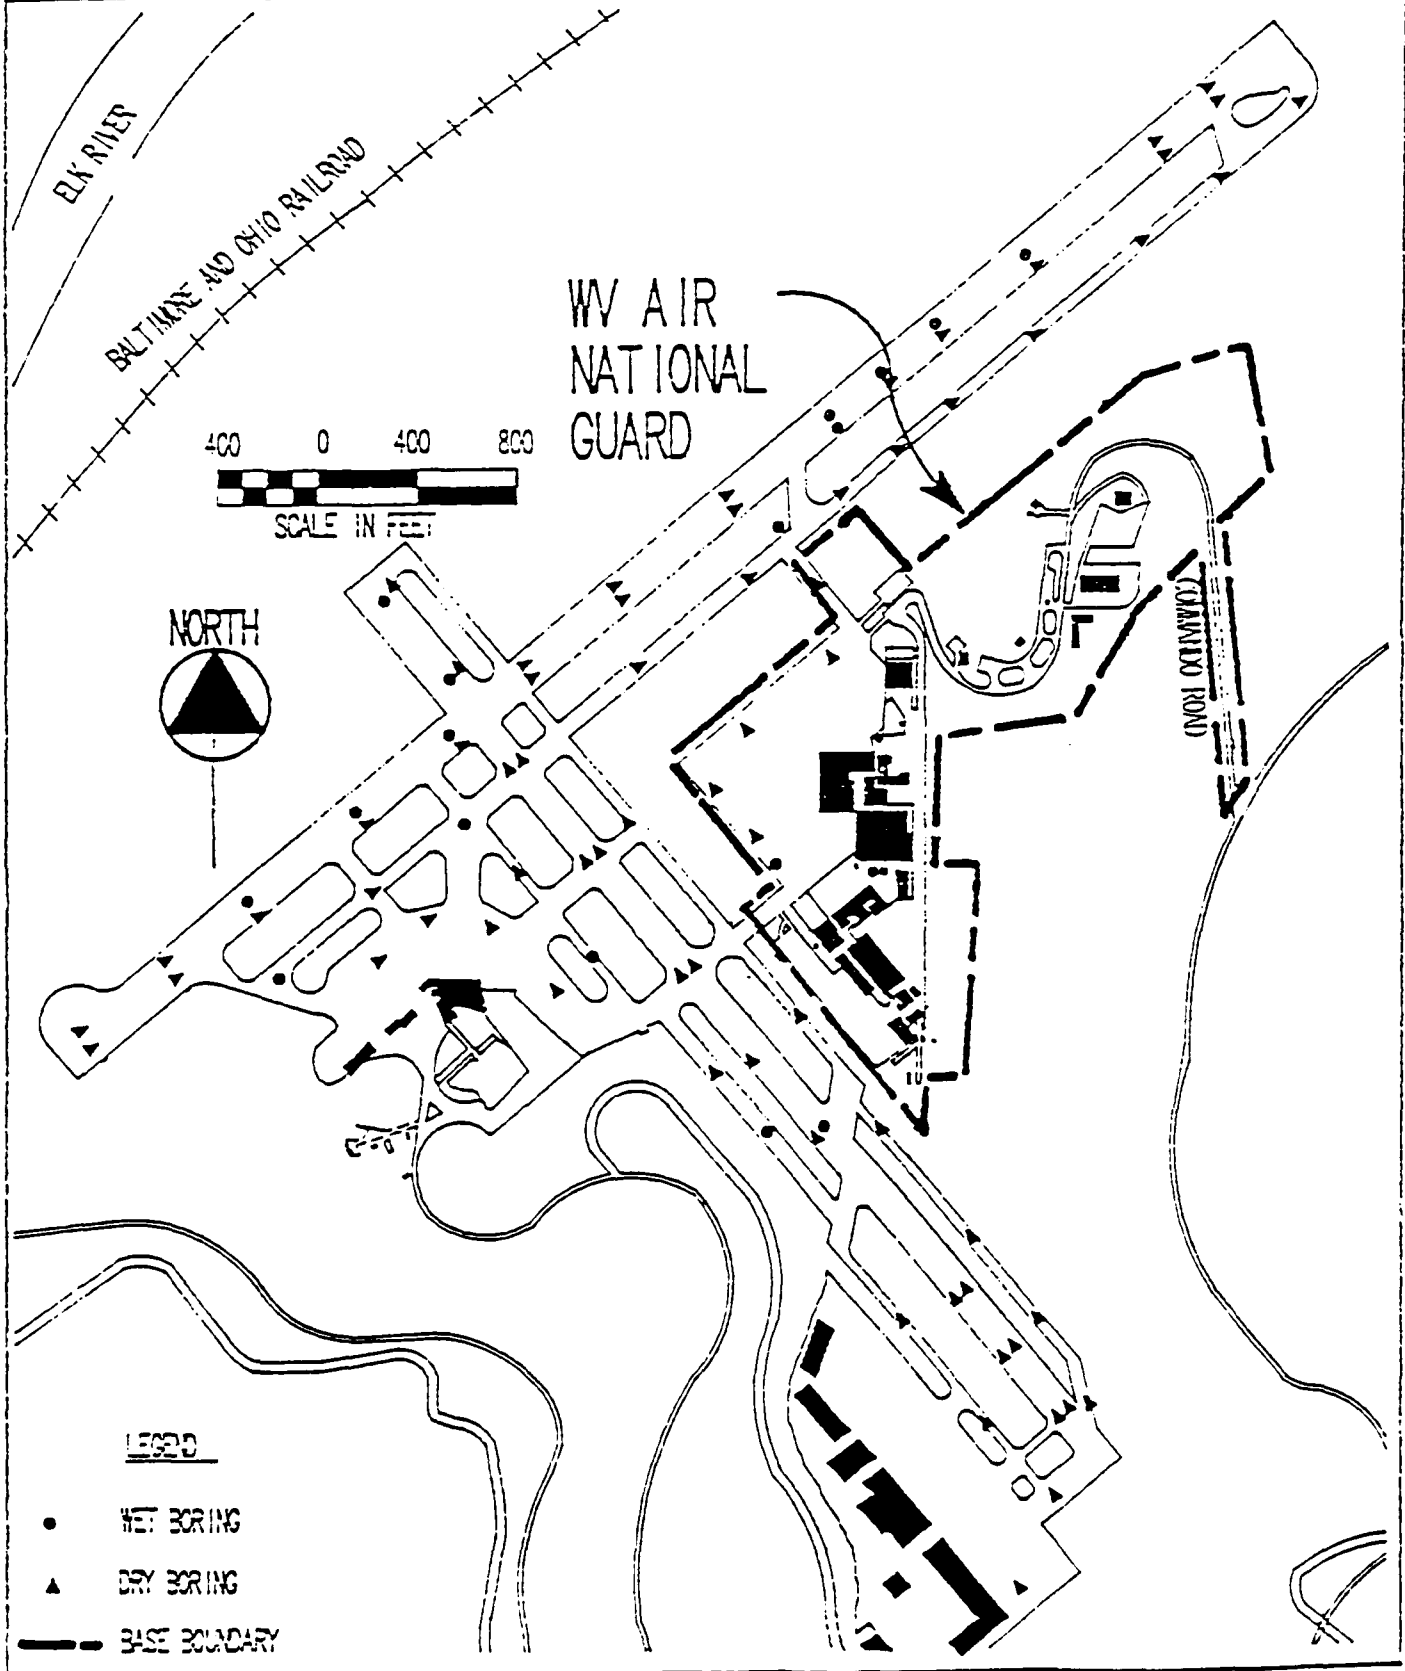 ELK RIVER
BALTIMORE AND OHIO RAILROAD
WV AIR
NATIONAL
GUARD
400 0 400 800
SCALE IN FEET
NORTH
COMANDO ROAD
LEGEND
WET BORING
DRY BORING
BASE BOUNDARY